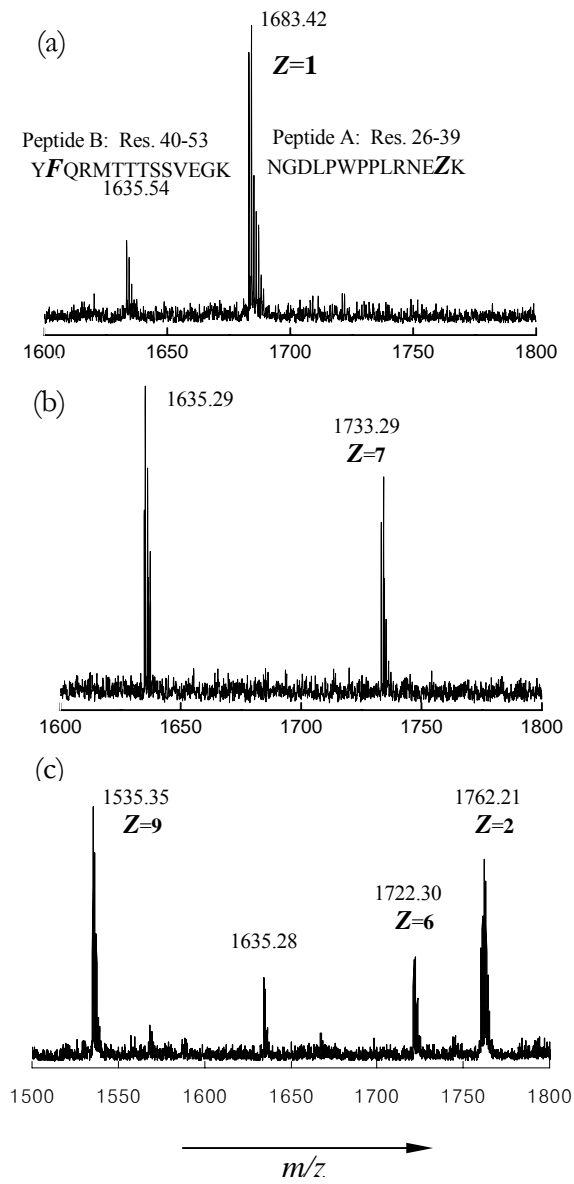 (a)
1683.42
Z=1
Peptide B: Res. 40-53
YFQRMTTTSSVEGK
1635.54
Peptide A: Res. 26-39
NGDLPWPPLRNEZK
1600
1650
1700
1750
1800
(b)
1635.29
1733.29
Z=7
1600
1650
1700
1750
1800
(c)
1535.35
Z=9
1762.21
Z=2
1722.30
Z=6
1635.28
1500
1550
1600
1650
1700
1750
1800
m/z